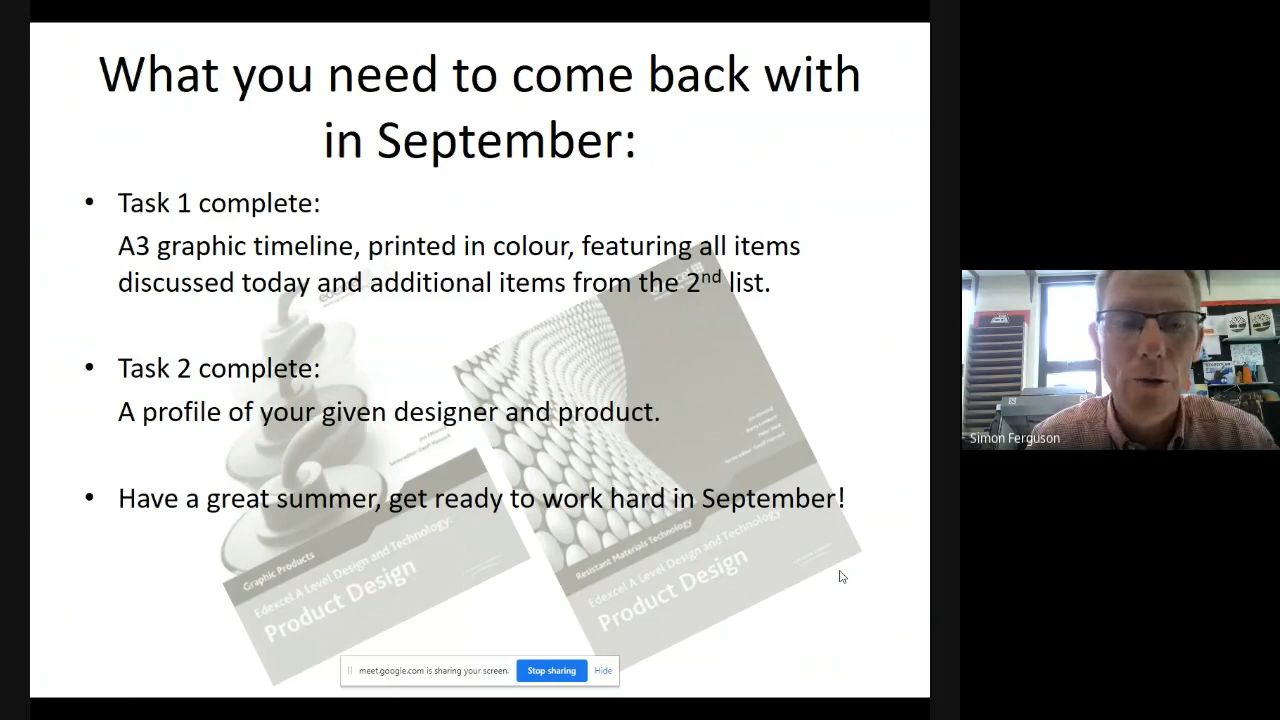 What you need to come back with
in September:
• Task 1 complete:
A3 graphic timeline, printed in colour, featuring all items
discussed today and additional items from the 2nd list.
• Task 2 complete:
A profile of your given designer and product.
• Have a great summer, get ready to work hard in September!
Graphic Products
Edexcel A Level Design and Technology:
Product Design
Resistant Materials Technology
Edexcel A Level Design and Technology:
Product Design
meet.google.com is sharing your screen.
Stop sharing
Hide
Simon Ferguson